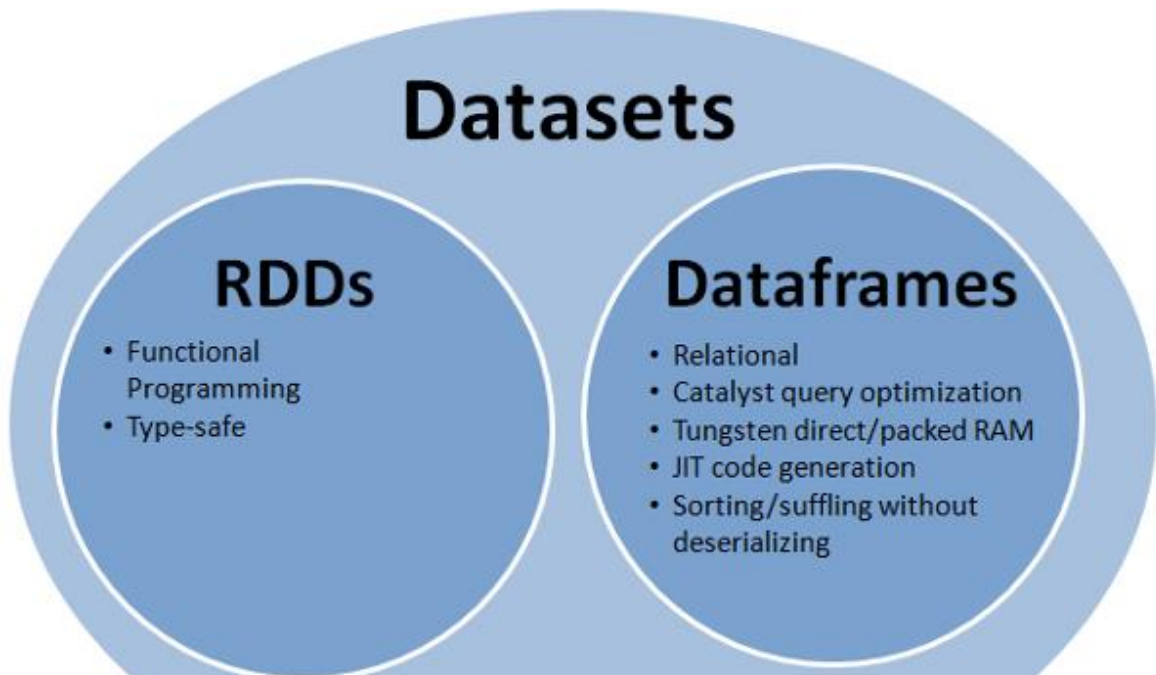 Datasets
RDDs
• Functional
Programming
• Type-safe
Dataframes
• Relational
• Catalyst query optimization
• Tungsten direct/packed RAM
• JIT code generation
• Sorting/suffling without
deserializing